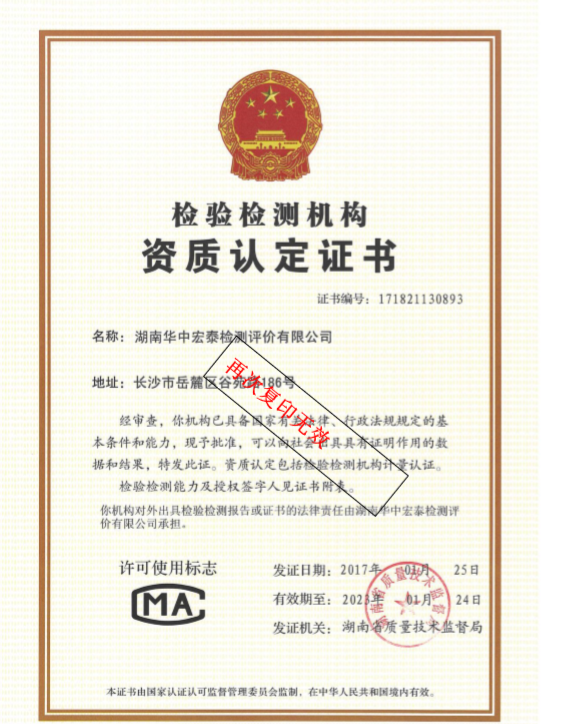 检验检测机构
资质认定证书
证书编号：171821130893
名称：湖南华中宏泰检测评价有限公司
地址：长沙市岳麓区谷苑路186号
再次复印无效
经审查，你机构已具备国家有关法律、行政法规规定的基
本条件和能力，现予批准，可以向社会出具具有证明作用的数
据和结果，特发此证。资质认定包括检验检测机构计量认证。
检验检测能力及授权签字人见证书附表。
你机构对外出具检验检测报告或证书的法律责任由湖南华中宏泰检测评
价有限公司承担。
许可使用标志
MA
发证日期：2017年 01月 25日
有效期至：2023年 01月 24日
发证机关：湖南省质量技术监督局
本证书由国家认证认可监督管理委员会监制，在中华人民共和国境内有效。